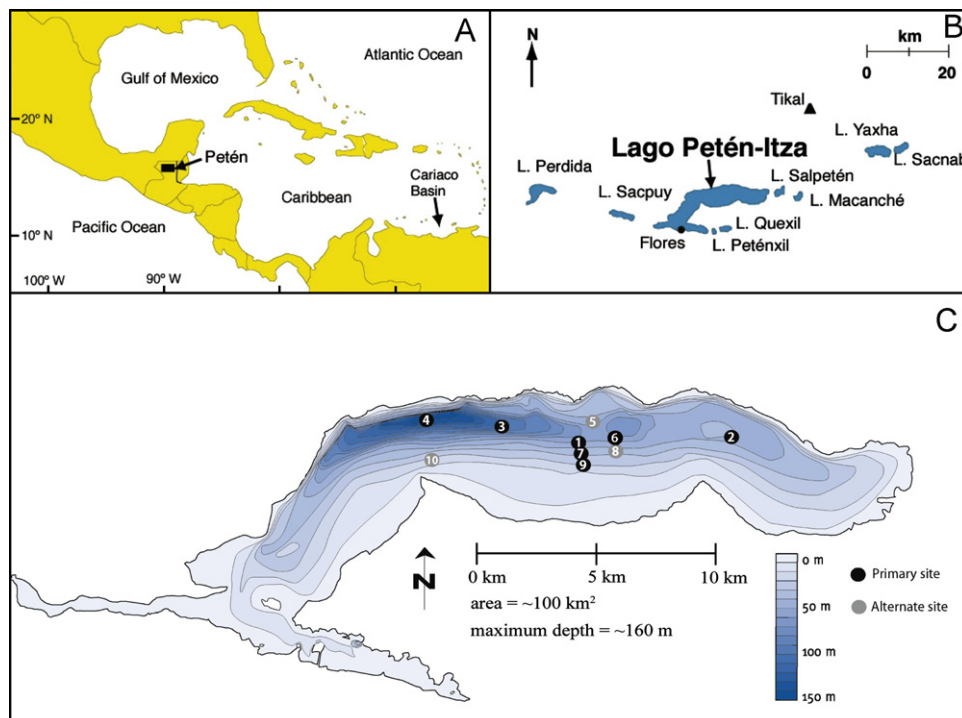 A
Atlantic Ocean
Gulf of Mexico
20° N
Petén
Cariaco
Basin
Caribbean
Pacific Ocean
10° N
100° W
90° W
B
N
km
0
20
Tikal
L. Yaxha
L. Sacnab
Lago Petén-Itza
L. Perdida
L. Salpetén
L. Sacpuy
L. Macanché
L. Quexil
Flores
L. Peténxil
C
4
3
5
1
6
2
7
8
10
9
N
0 km
5 km
10 km
area = ~100 km²
maximum depth = ~160 m
0 m
50 m
100 m
150 m
Primary site
Alternate site